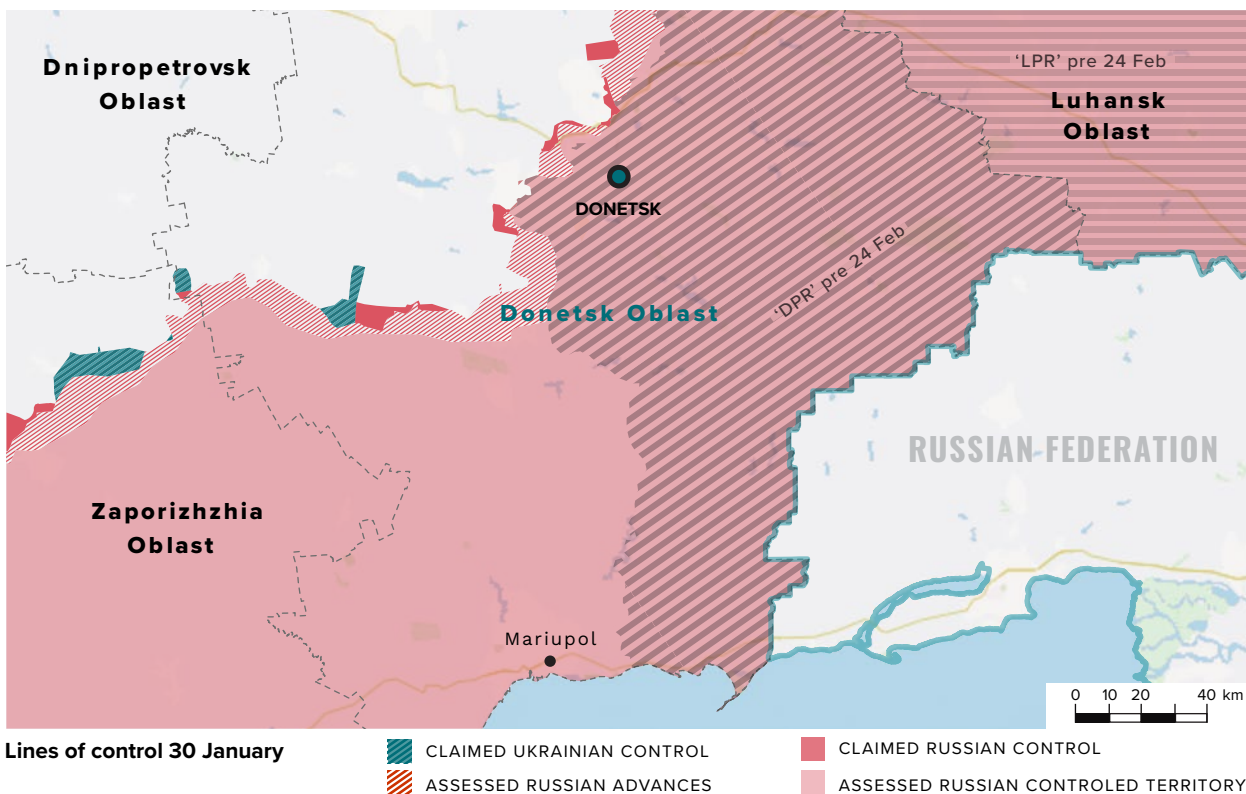 Dnipropetrovsk
Oblast
'LPR' pre 24 Feb
Luhansk
Oblast
DONETSK
'DPR' pre 24 Feb
Donetsk Oblast
RUSSIAN FEDERATION
Zaporizhzhia
Oblast
Mariupol
0 10 20 40 km
Lines of control 30 January
CLAIMED UKRAINIAN CONTROL
CLAIMED RUSSIAN CONTROL
ASSESSED RUSSIAN ADVANCES
ASSESSED RUSSIAN CONTROLED TERRITORY